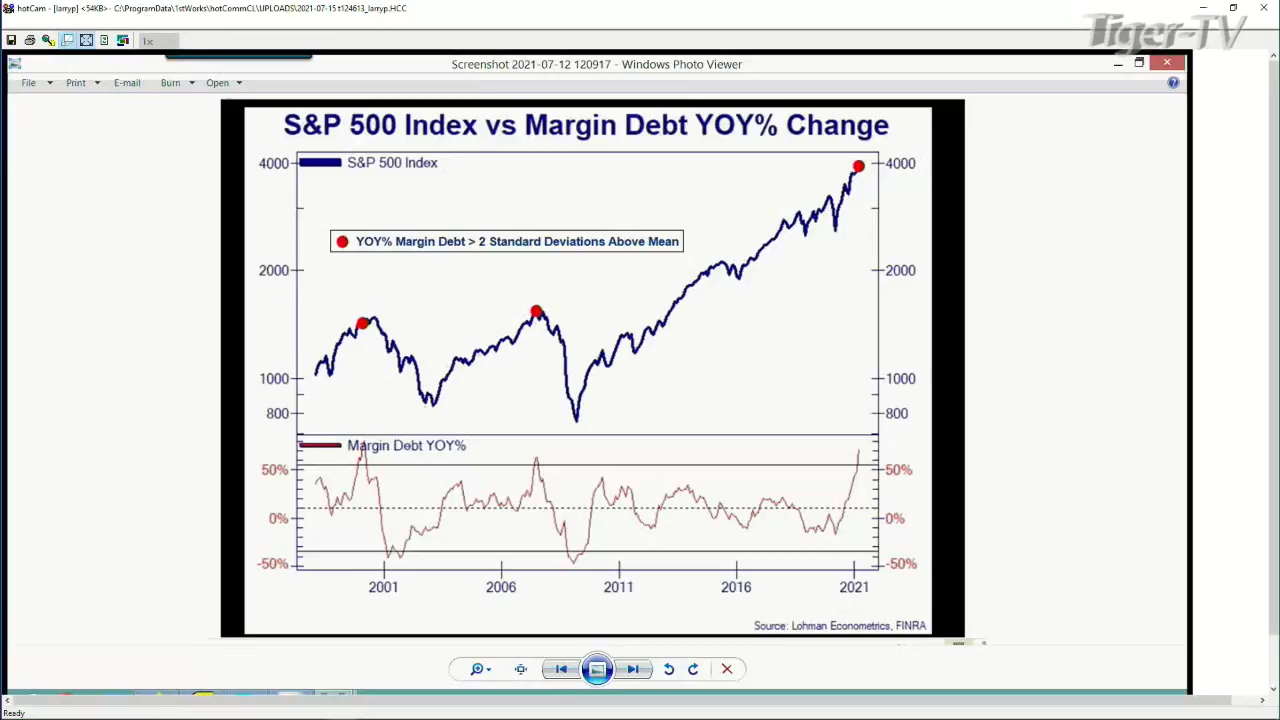 hotCam - [larryp] <54KB> - C:\ProgramData\1stWorks\hotCommCL\UPLOADS\2021-07-15 t124613_larryp.HCC
Tiger-TV
1x
Screenshot 2021-07-12 120917 - Windows Photo Viewer
File Print E-mail Burn Open
S&P 500 Index vs Margin Debt YOY% Change
4000 S&P 500 Index 4000
YOY% Margin Debt > 2 Standard Deviations Above Mean
2000 2000
1000 1000
800 800
Margin Debt YOY%
50% 50%
0% 0%
-50% -50%
2001 2006 2011 2016 2021
Source: Lohman Econometrics, FINRA
Ready